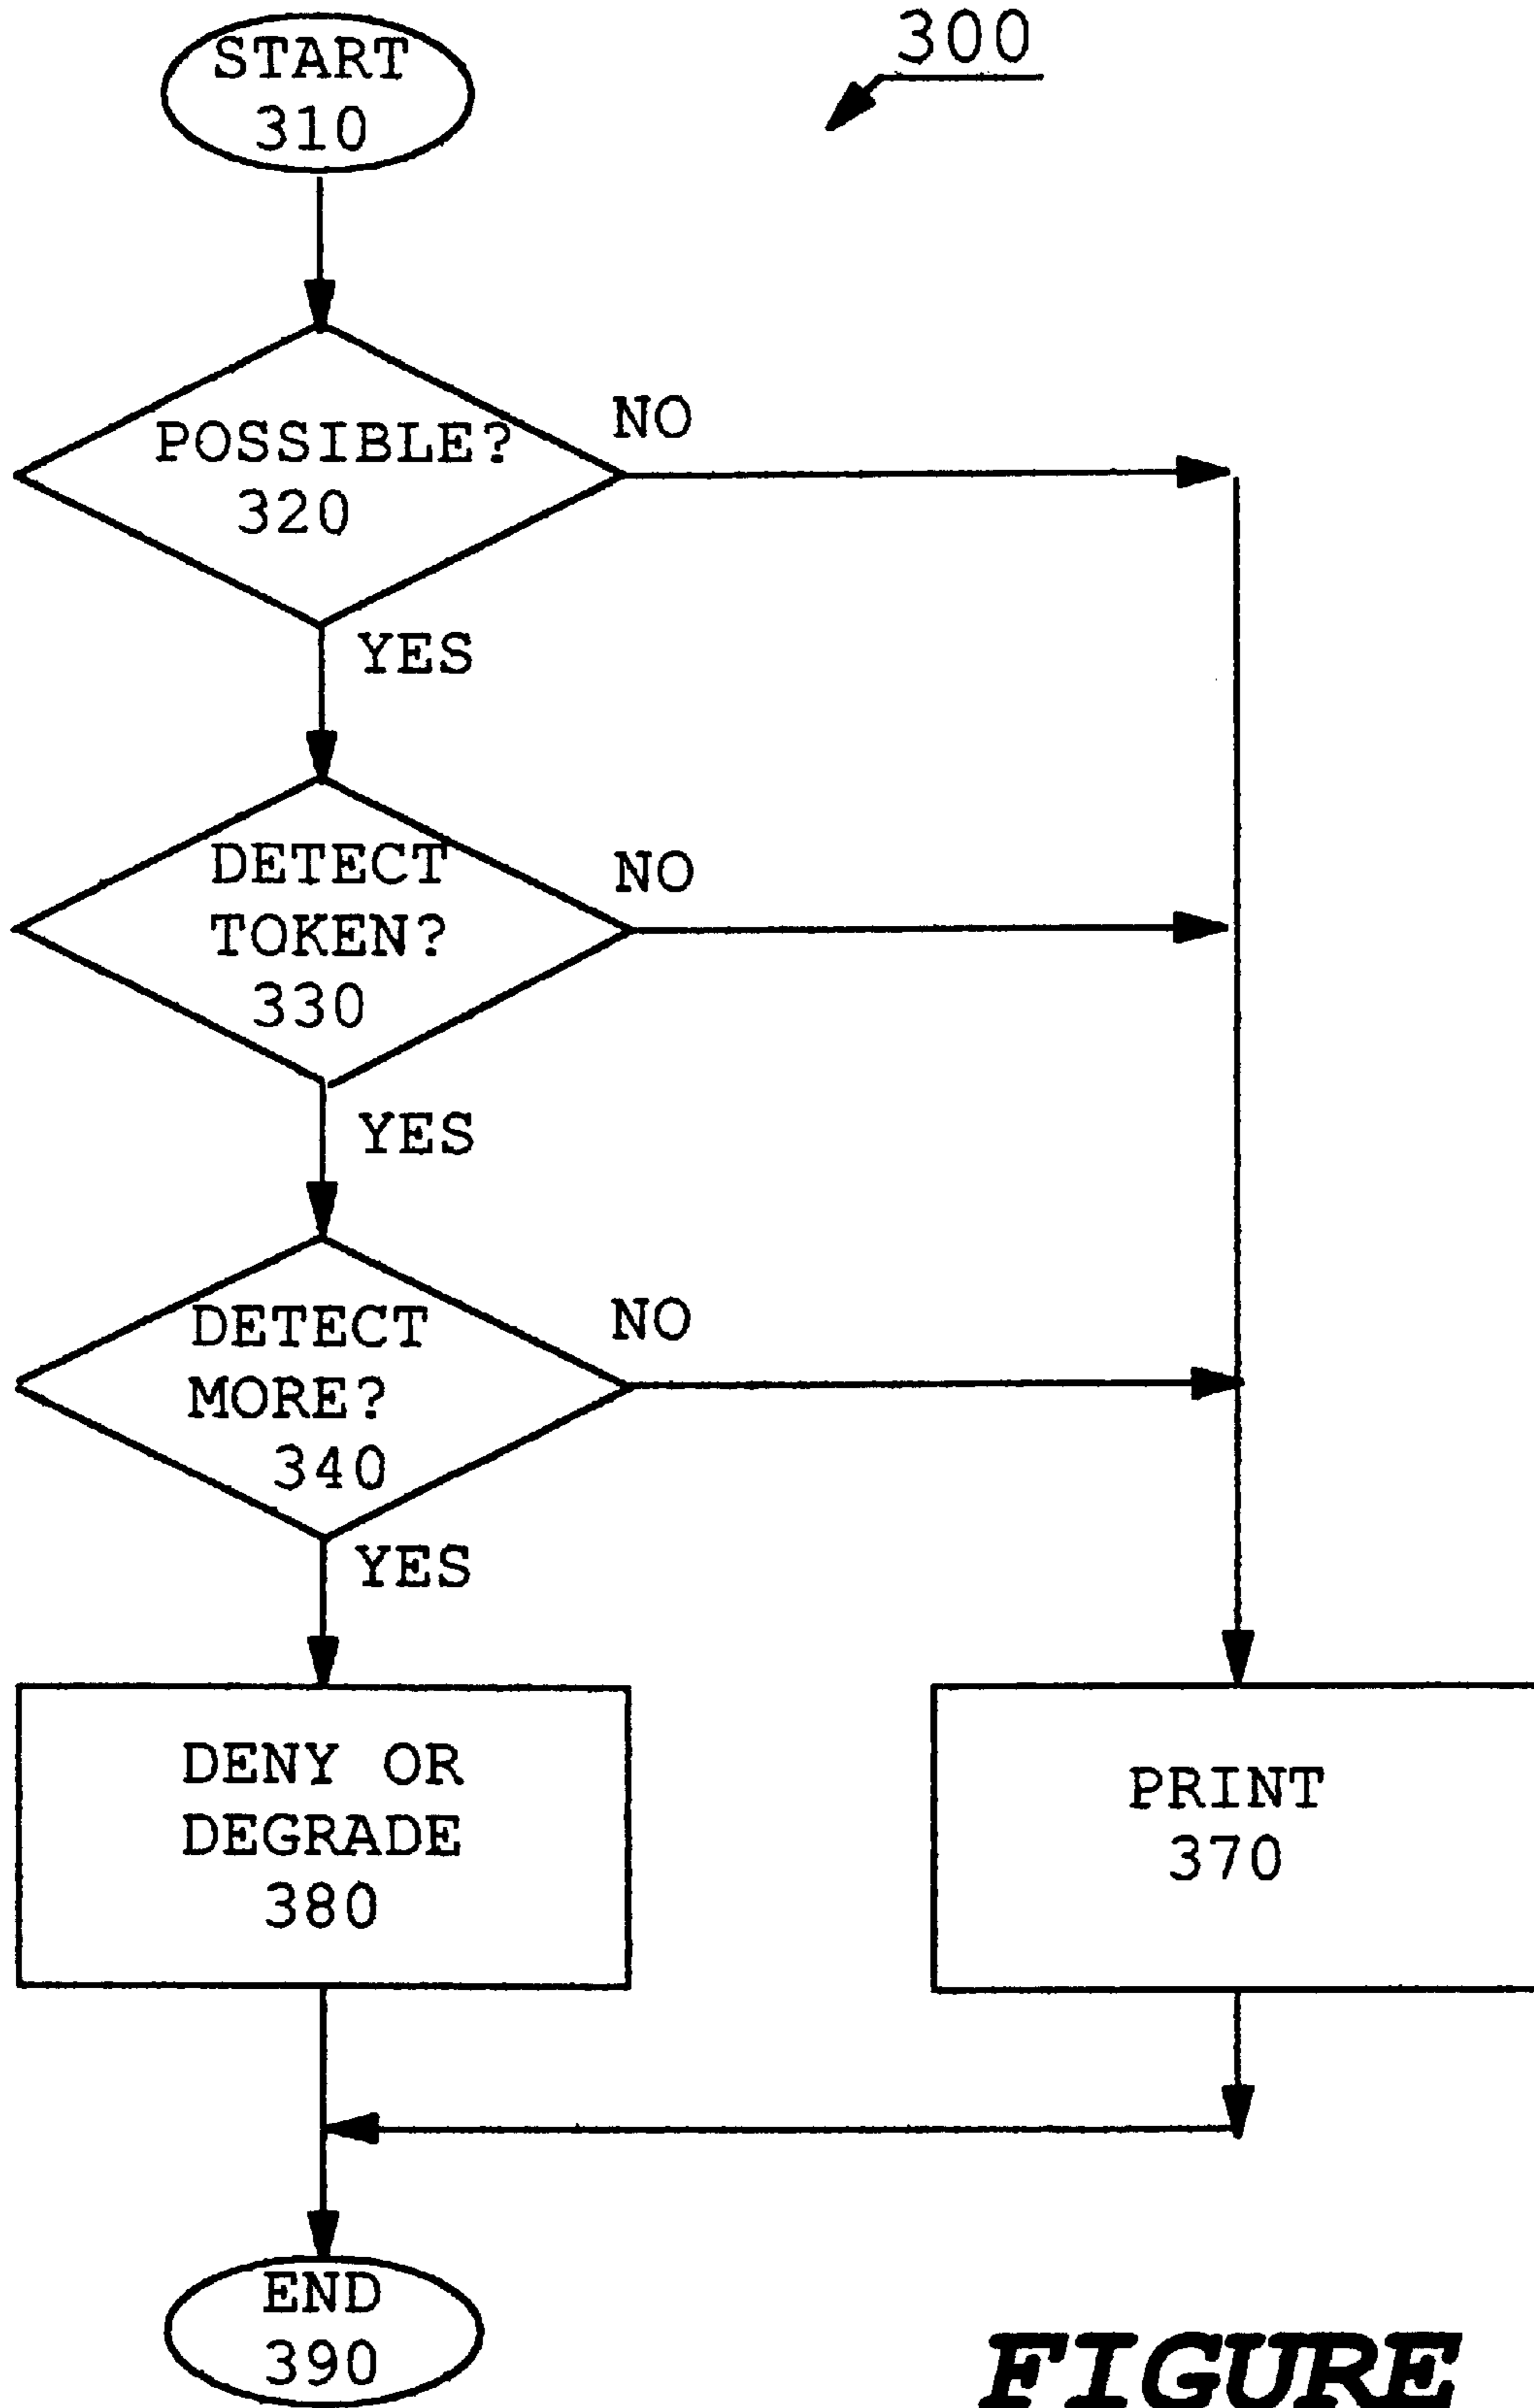 START
310
300
POSSIBLE?
320
NO
YES
DETECT
TOKEN?
330
NO
YES
DETECT
MORE?
340
NO
YES
DENY OR
DEGRADE
380
PRINT
370
END
390
FIGURE